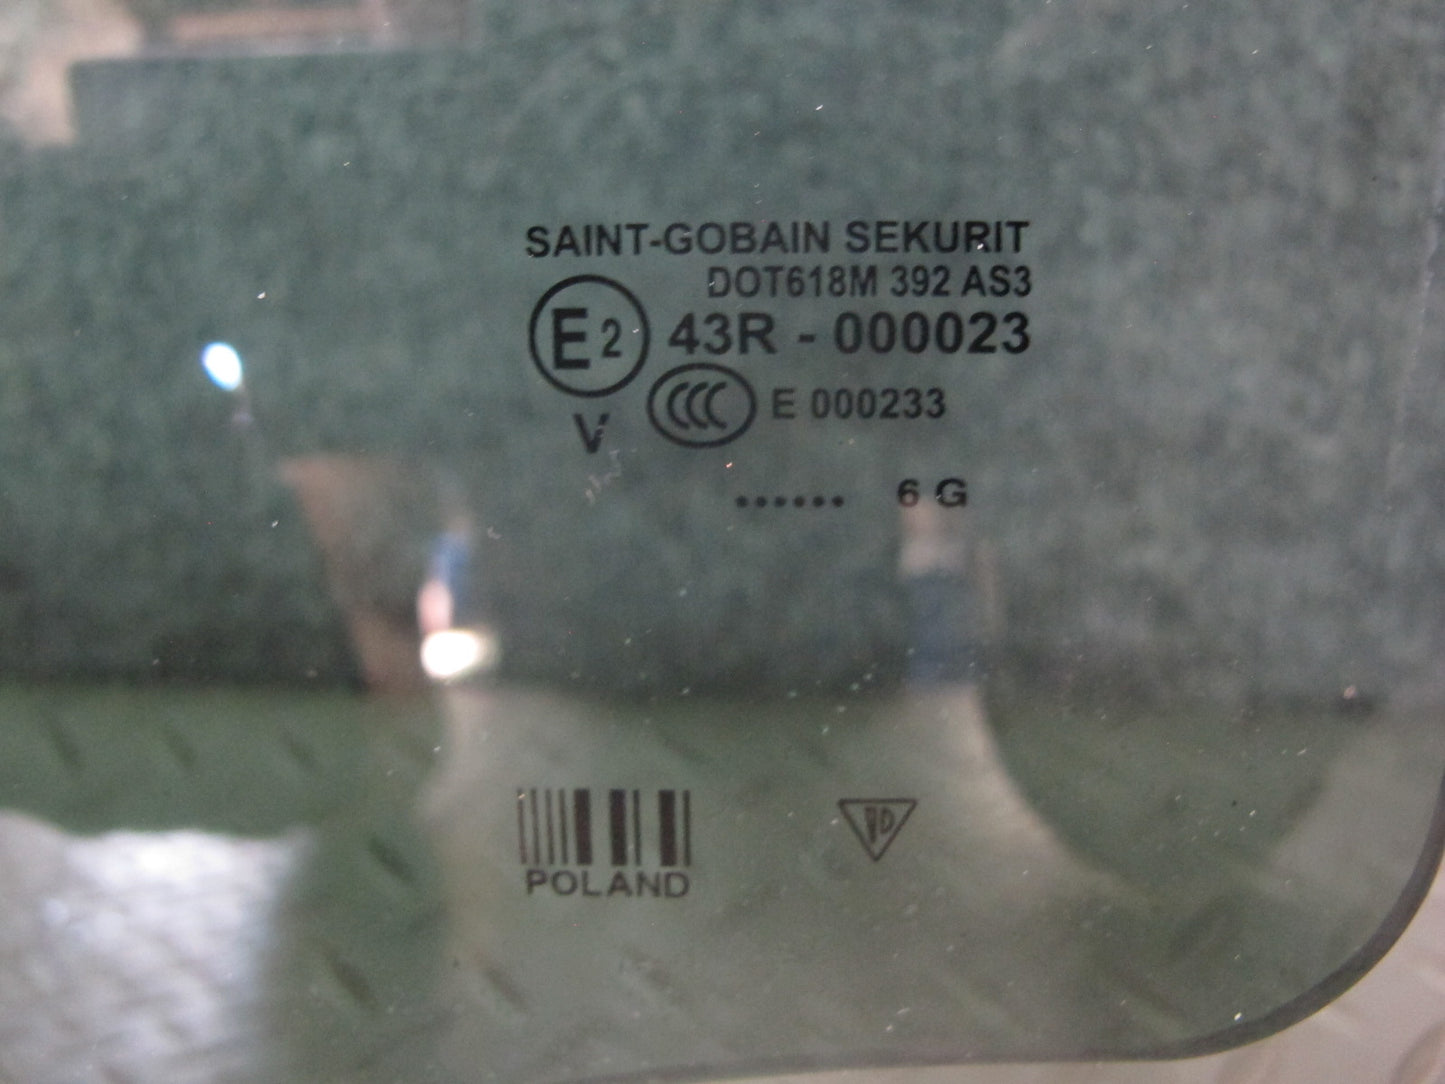 SAINT-GOBAIN SEKURIT
DOT618M 392 AS3
E2 43R - 000023
V CCC E 000233
...... 6 G
POLAND